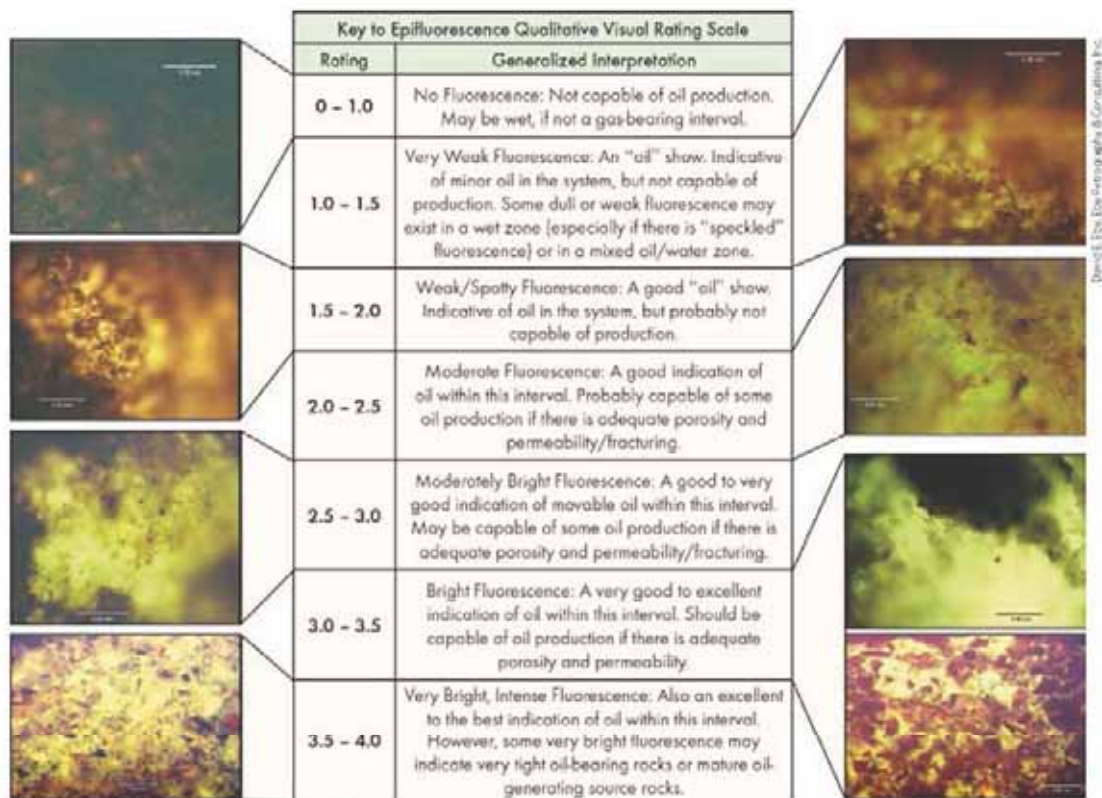 Key to Epifluorescence Qualitative Visual Rating Scale
Rating
Generalized Interpretation
0 – 1.0
No Fluorescence: Not capable of oil production.
May be wet, if not a gas-bearing interval.
1.0 – 1.5
Very Weak Fluorescence: An “oil” show. Indicative
of minor oil in the system, but not capable of
production. Some dull or weak fluorescence may
exist in a wet zone (especially if there is “speckled”
fluorescence) or in a mixed oil/water zone.
1.5 – 2.0
Weak/Spotty Fluorescence: A good “oil” show.
Indicative of oil in the system, but probably not
capable of production.
2.0 – 2.5
Moderate Fluorescence: A good indication of
oil within this interval. Probably capable of some
oil production if there is adequate porosity and
permeability/fracturing.
2.5 – 3.0
Moderately Bright Fluorescence: A good to very
good indication of movable oil within this interval.
May be capable of some oil production if there is
adequate porosity and permeability/fracturing.
3.0 – 3.5
Bright Fluorescence: A very good to excellent
indication of oil within this interval. Should be
capable of oil production if there is adequate
porosity and permeability.
3.5 – 4.0
Very Bright, Intense Fluorescence: Also an excellent
to the best indication of oil within this interval.
However, some very bright fluorescence may
indicate very tight oil-bearing rocks or mature oil-
generating source rocks.
David E. Eby, Eby Petrography & Consulting Inc.